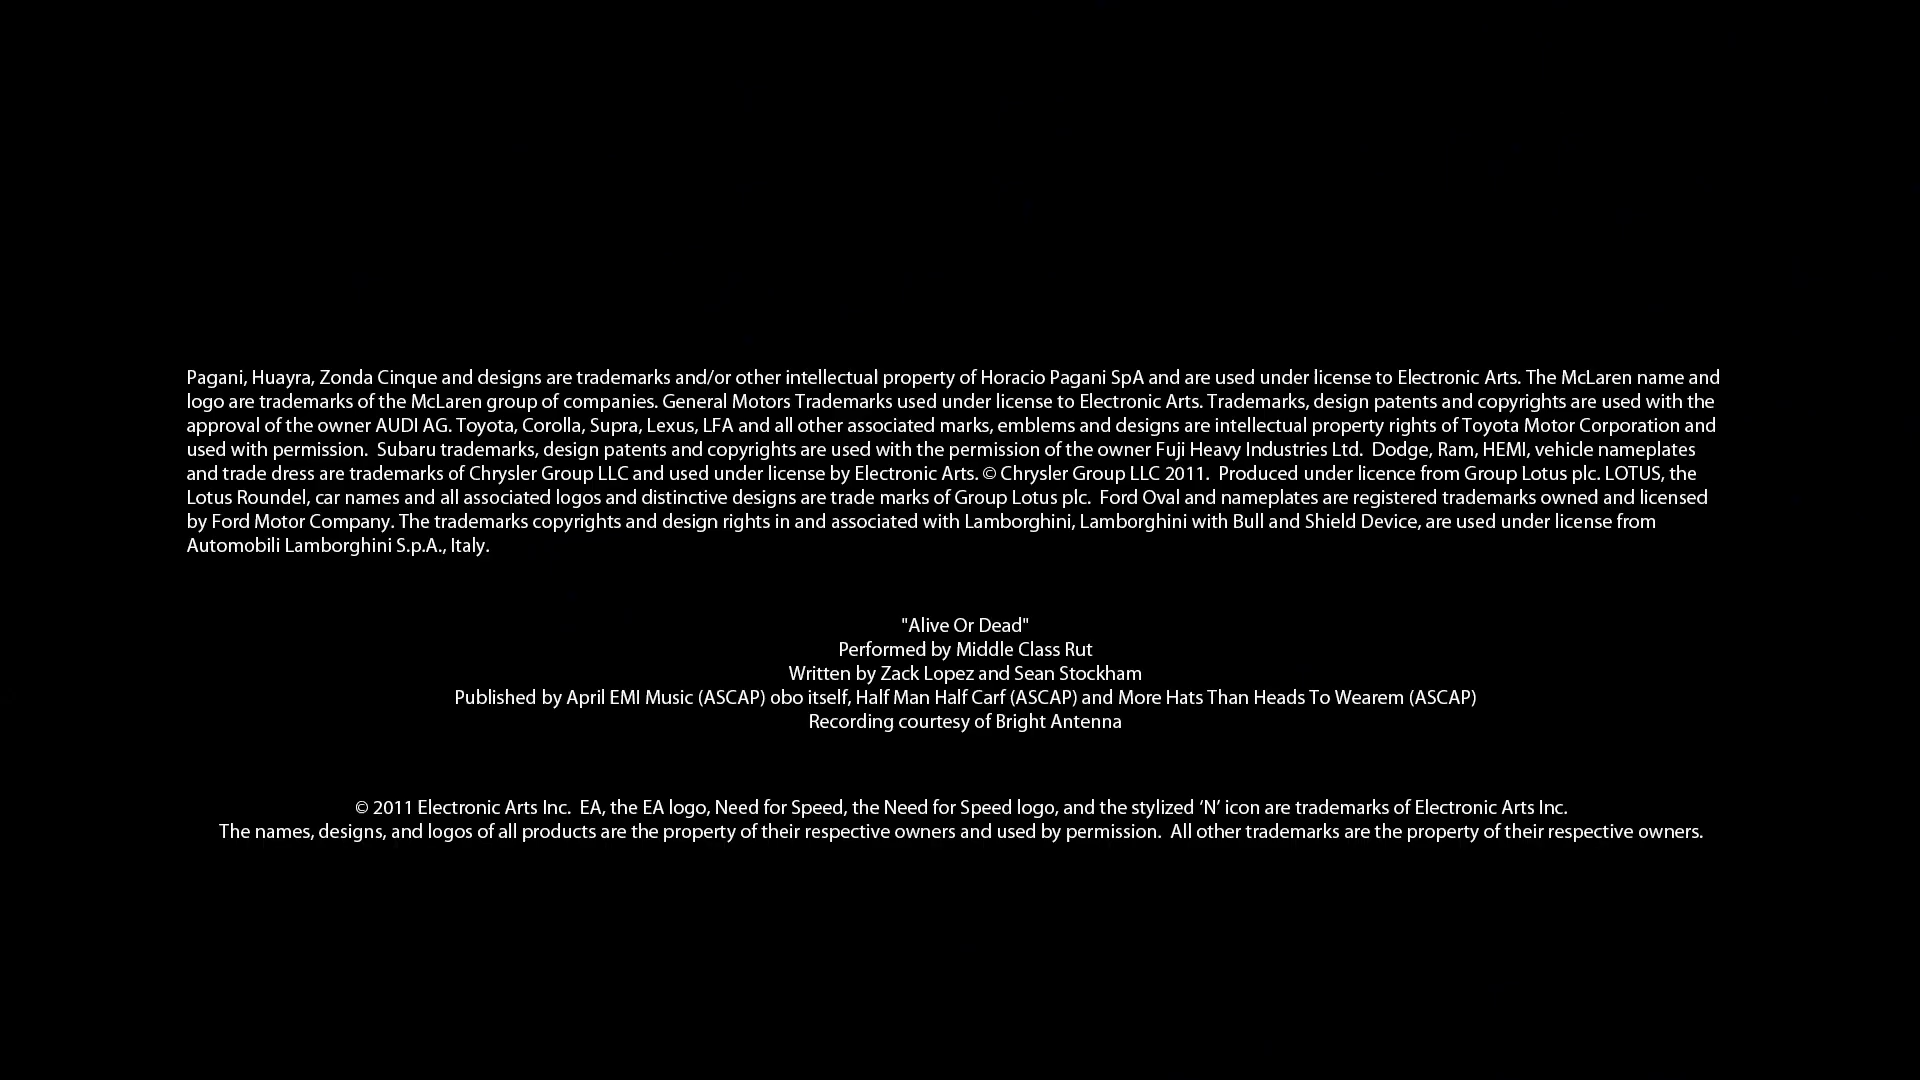 Pagani, Huayra, Zonda Cinque and designs are trademarks and/or other intellectual property of Horacio Pagani SpA and are used under license to Electronic Arts. The McLaren name and
logo are trademarks of the McLaren group of companies. General Motors Trademarks used under license to Electronic Arts. Trademarks, design patents and copyrights are used with the
approval of the owner AUDI AG. Toyota, Corolla, Supra, Lexus, LFA and all other associated marks, emblems and designs are intellectual property rights of Toyota Motor Corporation and
used with permission.  Subaru trademarks, design patents and copyrights are used with the permission of the owner Fuji Heavy Industries Ltd.  Dodge, Ram, HEMI, vehicle nameplates
and trade dress are trademarks of Chrysler Group LLC and used under license by Electronic Arts. © Chrysler Group LLC 2011.  Produced under licence from Group Lotus plc. LOTUS, the
Lotus Roundel, car names and all associated logos and distinctive designs are trade marks of Group Lotus plc.  Ford Oval and nameplates are registered trademarks owned and licensed
by Ford Motor Company. The trademarks copyrights and design rights in and associated with Lamborghini, Lamborghini with Bull and Shield Device, are used under license from
Automobili Lamborghini S.p.A., Italy.
"Alive Or Dead"
Performed by Middle Class Rut
Written by Zack Lopez and Sean Stockham
Published by April EMI Music (ASCAP) obo itself, Half Man Half Carf (ASCAP) and More Hats Than Heads To Wearem (ASCAP)
Recording courtesy of Bright Antenna
© 2011 Electronic Arts Inc.  EA, the EA logo, Need for Speed, the Need for Speed logo, and the stylized ‘N’ icon are trademarks of Electronic Arts Inc.
The names, designs, and logos of all products are the property of their respective owners and used by permission.  All other trademarks are the property of their respective owners.